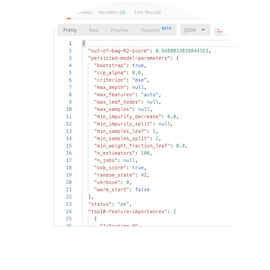 Headers (4) Test Results
Pretty Raw Preview Visualize BETA JSON
1 {
2 "out-of-bag-R2-score": 0.9480033039844163,
3 "persisted-model-parameters": {
4 "bootstrap": true,
5 "ccp_alpha": 0.0,
6 "criterion": "mse",
7 "max_depth": null,
8 "max_features": "auto",
9 "max_leaf_nodes": null,
10 "max_samples": null,
11 "min_impurity_decrease": 0.0,
12 "min_impurity_split": null,
13 "min_samples_leaf": 1,
14 "min_samples_split": 2,
15 "min_weight_fraction_leaf": 0.0,
16 "n_estimators": 100,
17 "n_jobs": null,
18 "oob_score": true,
19 "random_state": 42,
20 "verbose": 0,
21 "warm_start": false
22 },
23 "status": "ok",
24 "top10-feature-importances": [
25 [
26